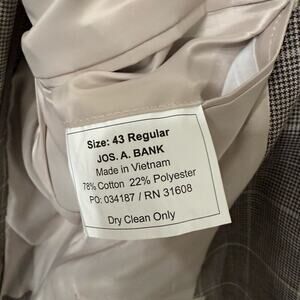 Size: 43 Regular
JOS. A. BANK
Made in Vietnam
78% Cotton 22% Polyester
PO: 034187 / RN 31608
Dry Clean Only